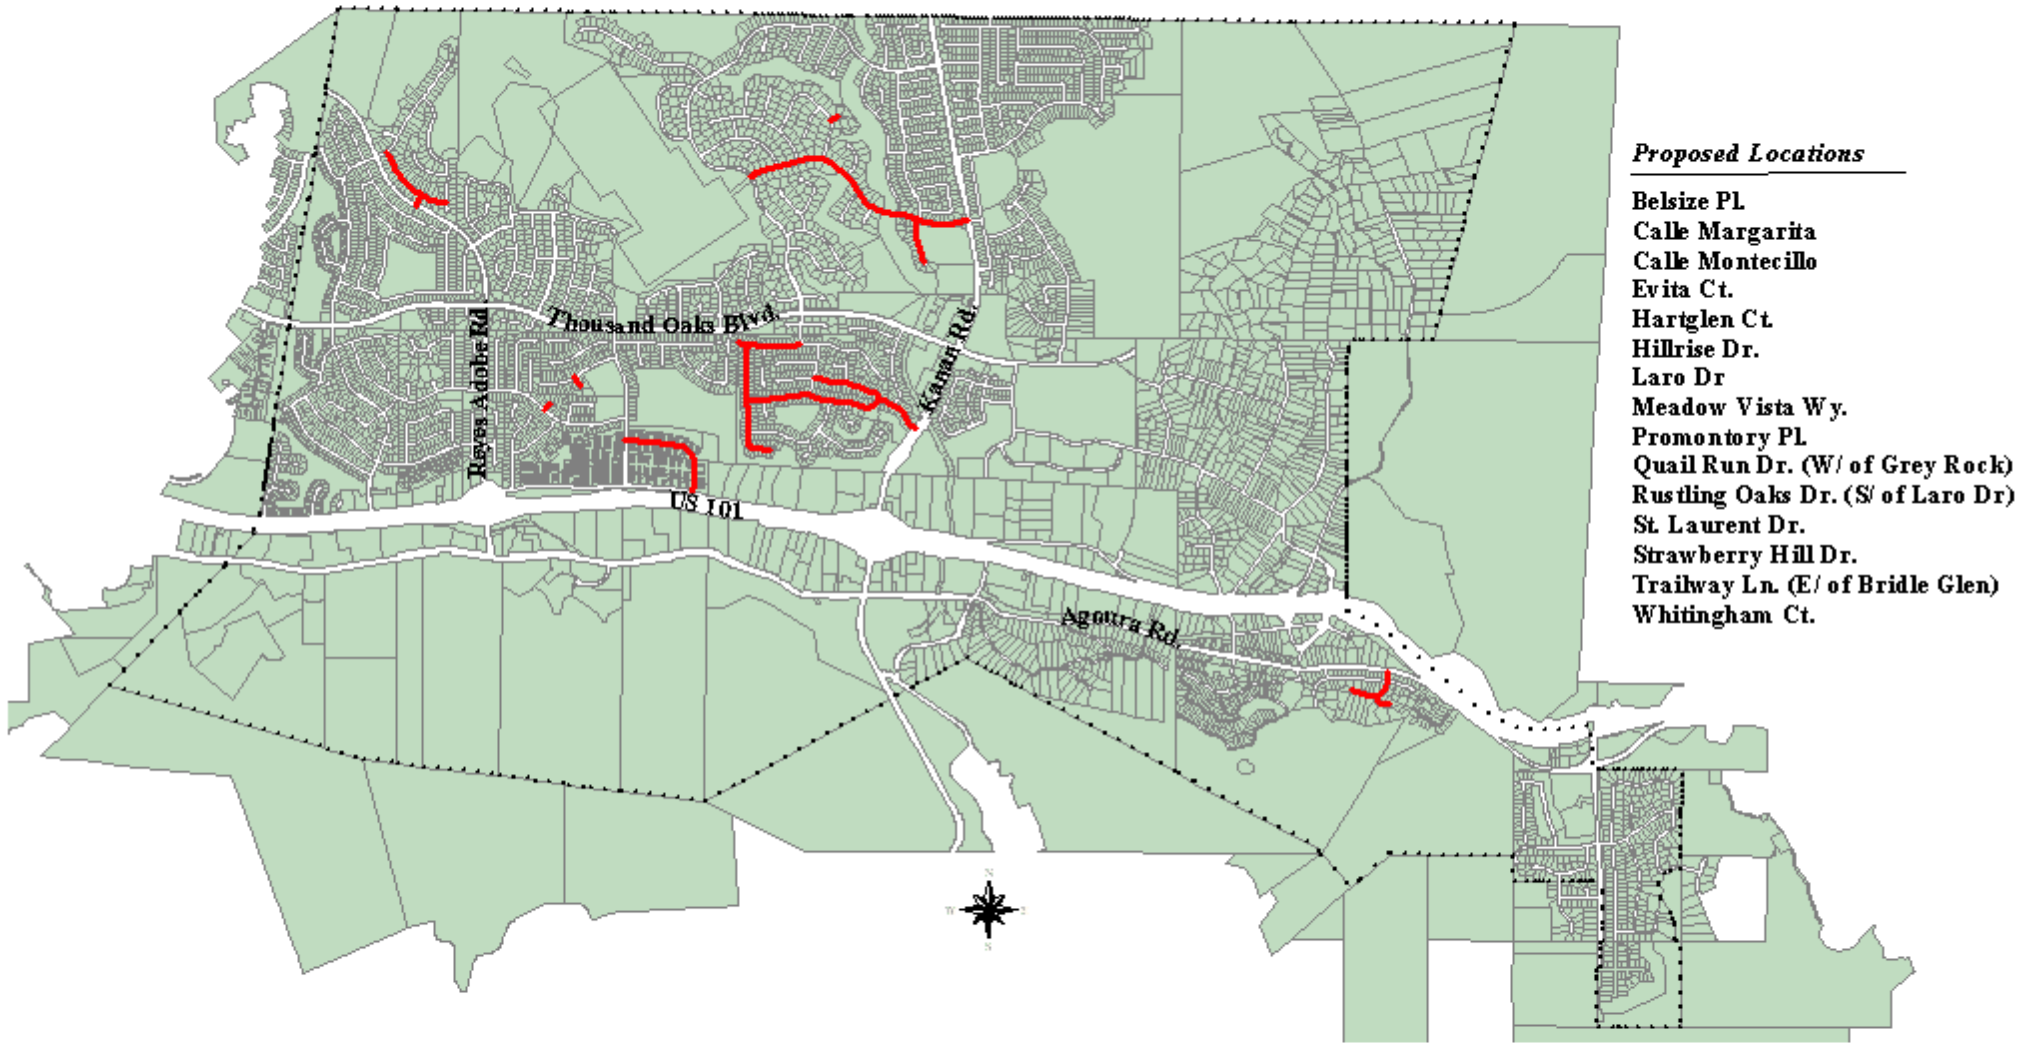 Proposed Locations
Belsize Pl.
Calle Margarita
Calle Montecillo
Evita Ct.
Hartglen Ct.
Hillrise Dr.
Laro Dr
Meadow Vista Wy.
Promontory Pl.
Quail Run Dr. (W/ of Grey Rock)
Rustling Oaks Dr. (S/ of Laro Dr)
St. Laurent Dr.
Strawberry Hill Dr.
Trailway Ln. (E/ of Bridle Glen)
Whitingham Ct.
Thousand Oaks Blvd.
Reyes Adobe Rd
Kanan Rd.
US 101
Agoura Rd.
N
W
E
S